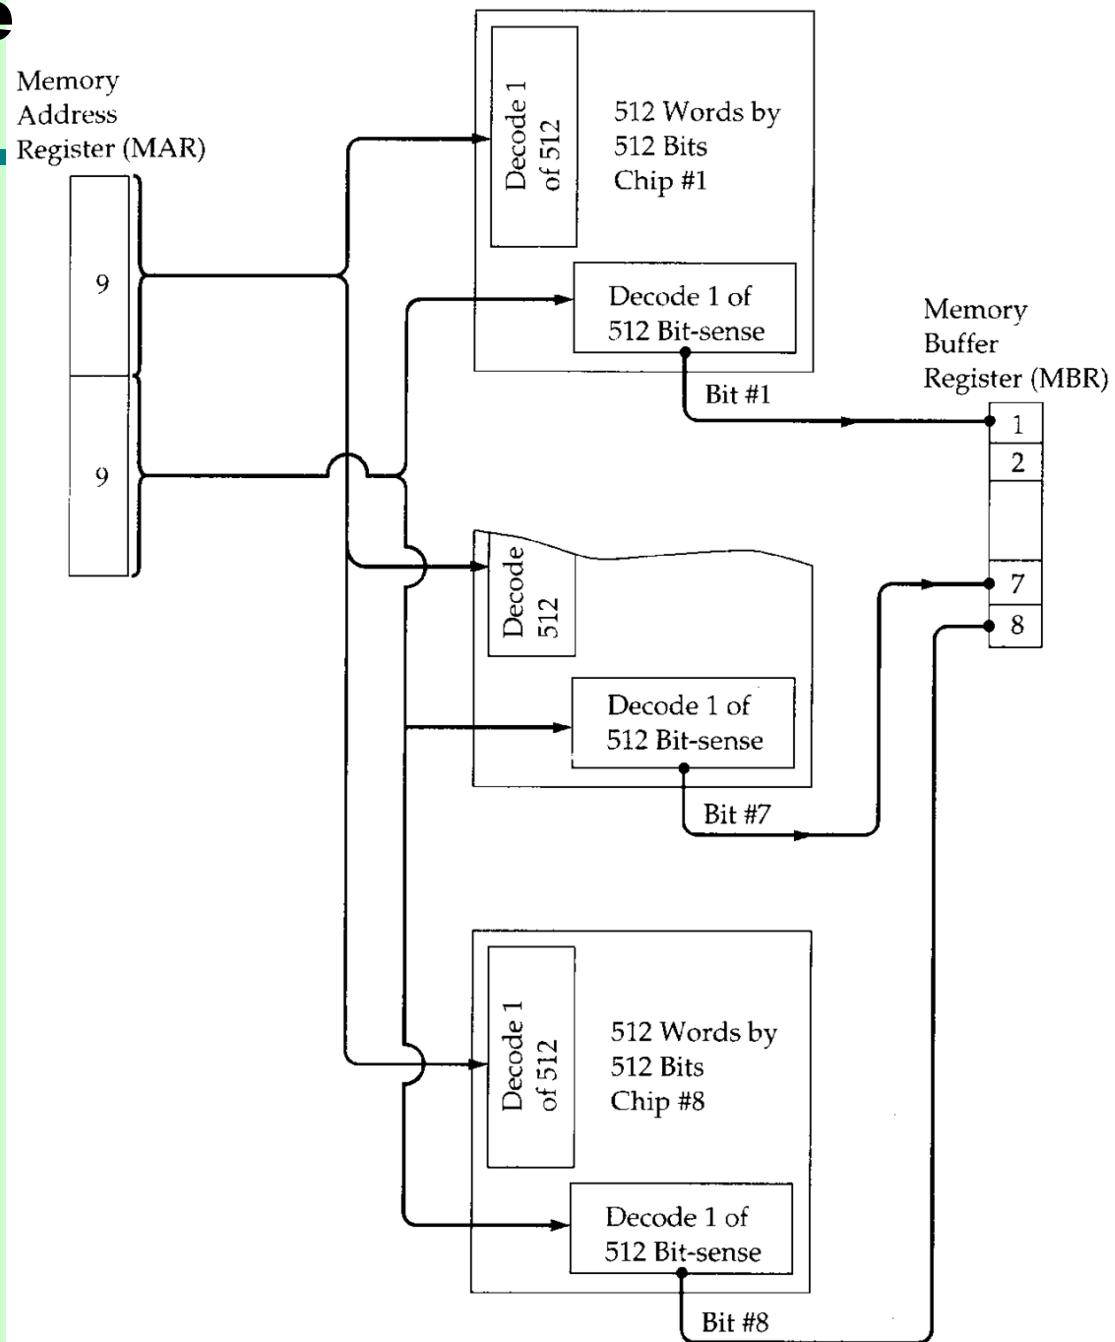 e
Memory
Address
Register (MAR)
9
9
Decode 1
of 512
512 Words by
512 Bits
Chip #1
Decode 1 of
512 Bit-sense
Bit #1
Memory
Buffer
Register (MBR)
1
2
7
8
Decode
512
Decode 1 of
512 Bit-sense
Bit #7
Decode 1
of 512
512 Words by
512 Bits
Chip #8
Decode 1 of
512 Bit-sense
Bit #8